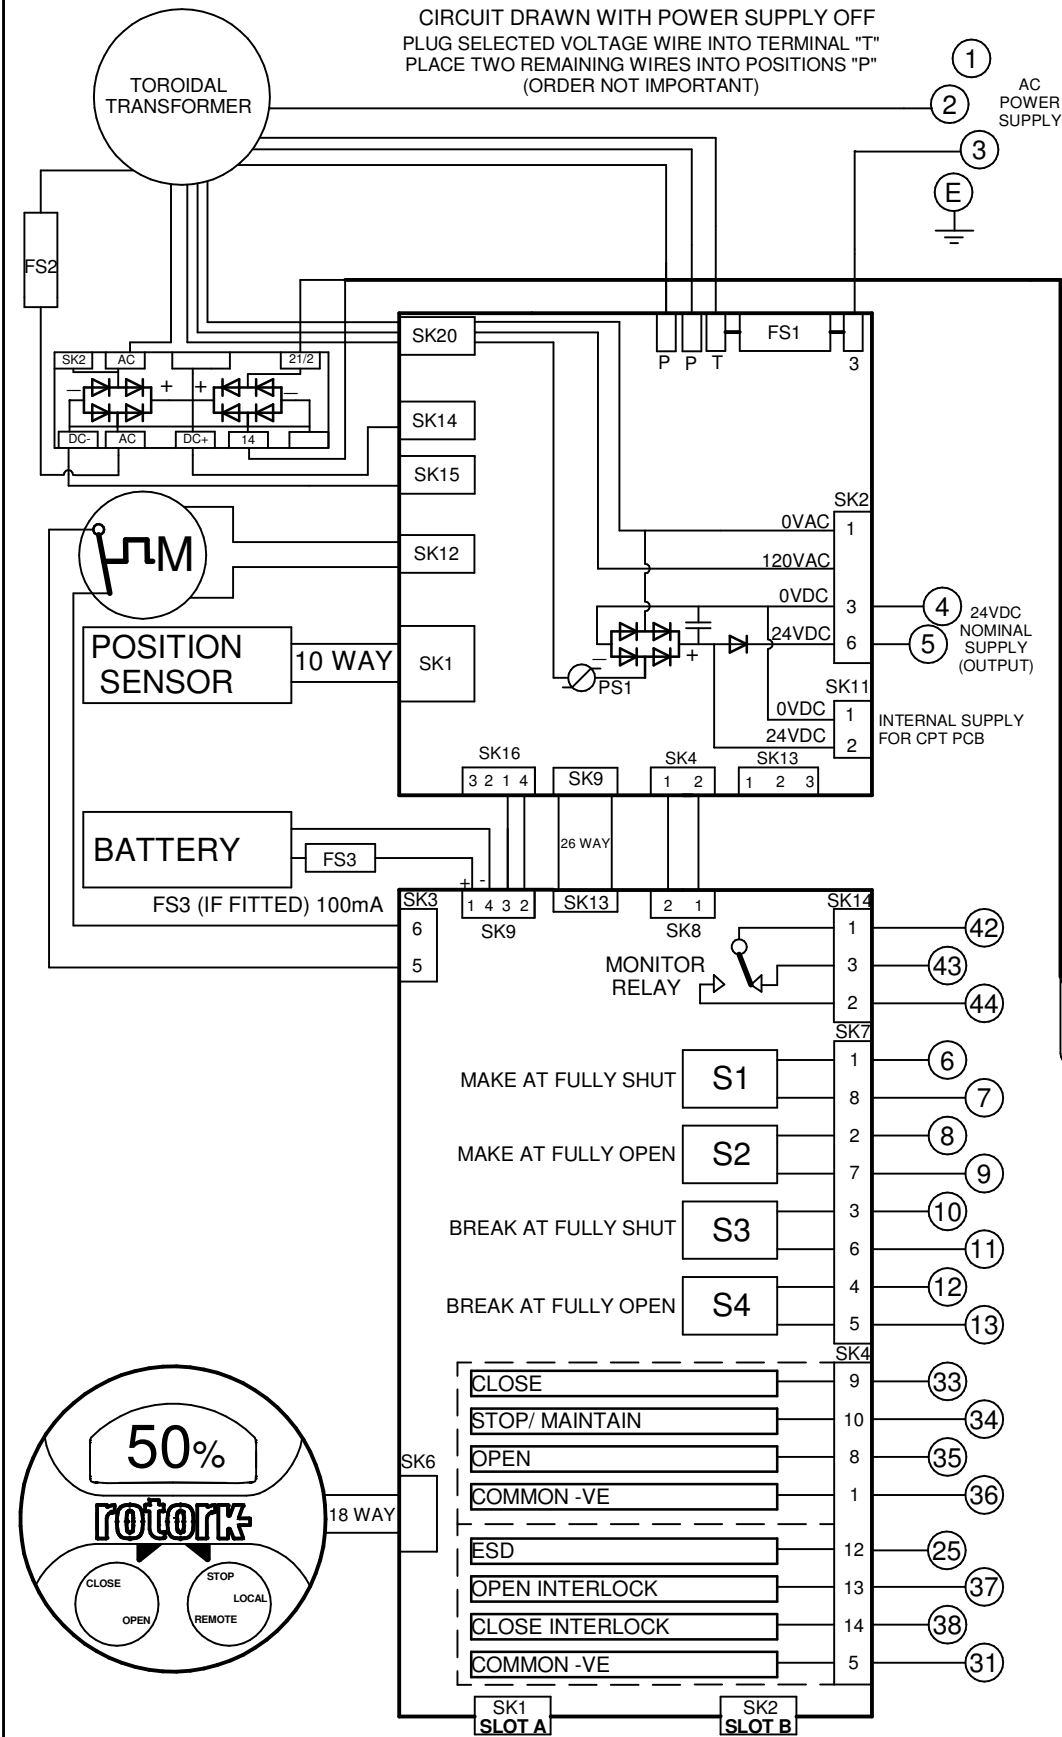 CIRCUIT DRAWN WITH POWER SUPPLY OFF
PLUG SELECTED VOLTAGE WIRE INTO TERMINAL "T"
PLACE TWO REMAINING WIRES INTO POSITIONS "P"
(ORDER NOT IMPORTANT)
TOROIDAL
TRANSFORMER
1
2
3
E
AC
POWER
SUPPLY
FS2
SK20
P
P
T
FS1
3
SK2
AC
21/2
–
+
+
–
DC-
AC
DC+
14
SK14
SK15
SK12
M
POSITION
SENSOR
10 WAY
SK1
SK2
0VAC
1
120VAC
0VDC
3
24VDC
6
–
+
PS1
4
5
24VDC
NOMINAL
SUPPLY
(OUTPUT)
SK11
0VDC
1
24VDC
2
INTERNAL SUPPLY
FOR CPT PCB
SK16
3 2 1 4
SK9
SK4
1 2
SK13
1 2 3
26 WAY
BATTERY
FS3
FS3 (IF FITTED) 100mA
+ -
SK3
6
5
1 4 3 2
SK9
SK13
2 1
SK8
SK14
MONITOR
RELAY
1
42
3
43
2
44
SK7
MAKE AT FULLY SHUT
S1
1
6
8
7
MAKE AT FULLY OPEN
S2
2
8
7
9
BREAK AT FULLY SHUT
S3
3
10
6
11
BREAK AT FULLY OPEN
S4
4
12
5
13
SK4
CLOSE
9
33
STOP/ MAINTAIN
10
34
OPEN
8
35
COMMON -VE
1
36
ESD
12
25
OPEN INTERLOCK
13
37
CLOSE INTERLOCK
14
38
COMMON -VE
5
31
50%
rotork
CLOSE
OPEN
STOP
LOCAL
REMOTE
18 WAY
SK6
SK1
SLOT A
SK2
SLOT B